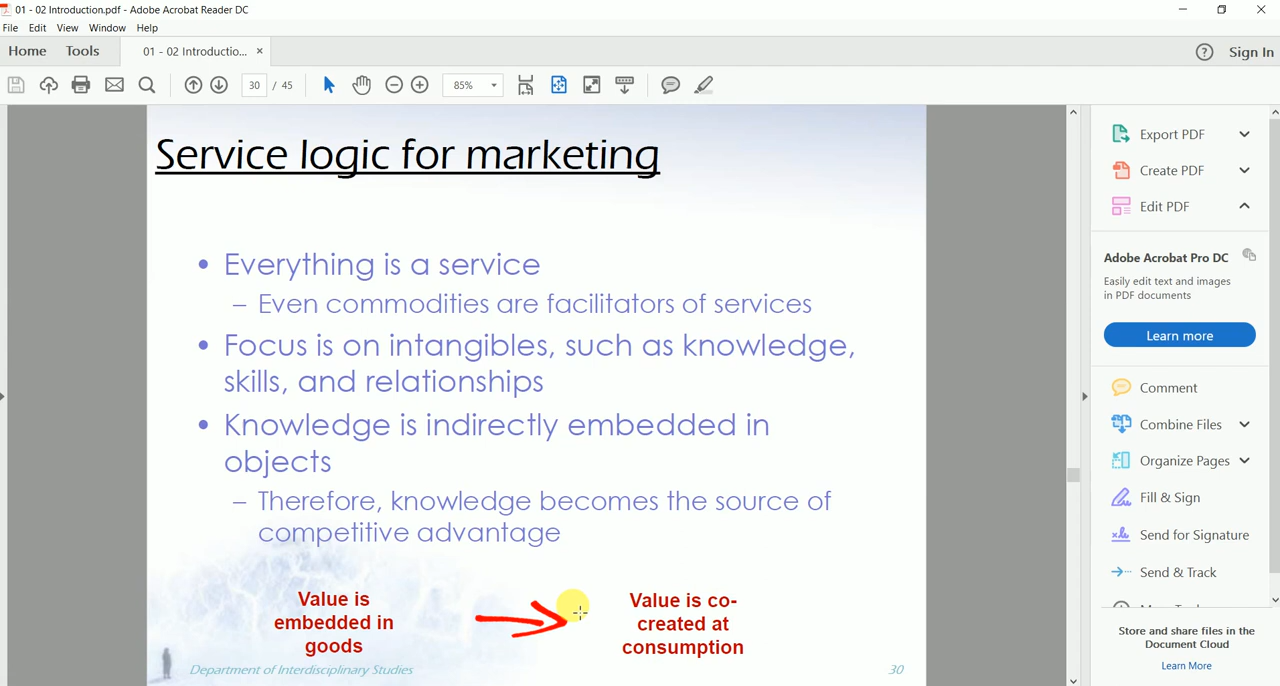 01 - 02 Introduction.pdf - Adobe Acrobat Reader DC
File Edit View Window Help
Home Tools 01 - 02 Introductio... × Sign In
30 / 45 85%
Service logic for marketing
• Everything is a service
– Even commodities are facilitators of services
• Focus is on intangibles, such as knowledge,
skills, and relationships
• Knowledge is indirectly embedded in
objects
– Therefore, knowledge becomes the source of
competitive advantage
Value is
embedded in
goods
Value is co-
created at
consumption
Department of Interdisciplinary Studies 30
Export PDF
Create PDF
Edit PDF
Adobe Acrobat Pro DC
Easily edit text and images
in PDF documents
Learn more
Comment
Combine Files
Organize Pages
Fill & Sign
Send for Signature
Send & Track
Store and share files in the
Document Cloud
Learn More